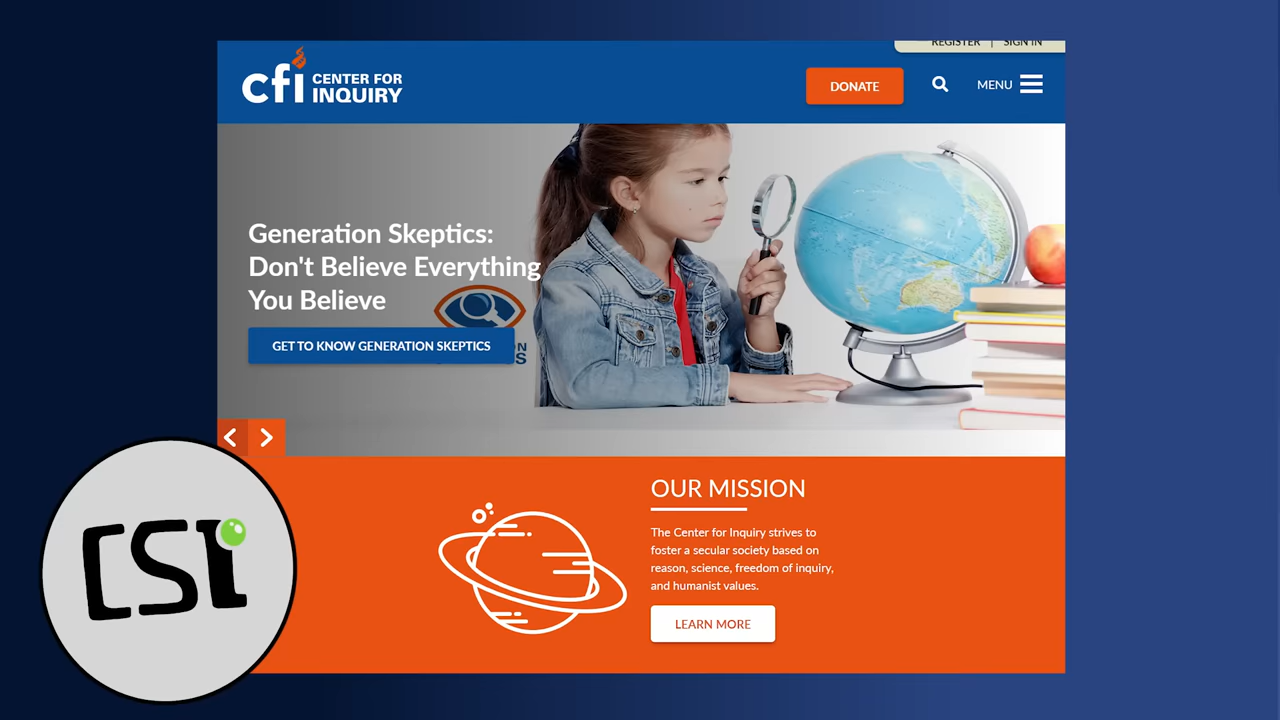 REGISTER | SIGN IN
cfi CENTER FOR
INQUIRY
DONATE
MENU
Generation Skeptics:
Don't Believe Everything
You Believe
GET TO KNOW GENERATION SKEPTICS
OUR MISSION
The Center for Inquiry strives to
foster a secular society based on
reason, science, freedom of inquiry,
and humanist values.
LEARN MORE
CSI